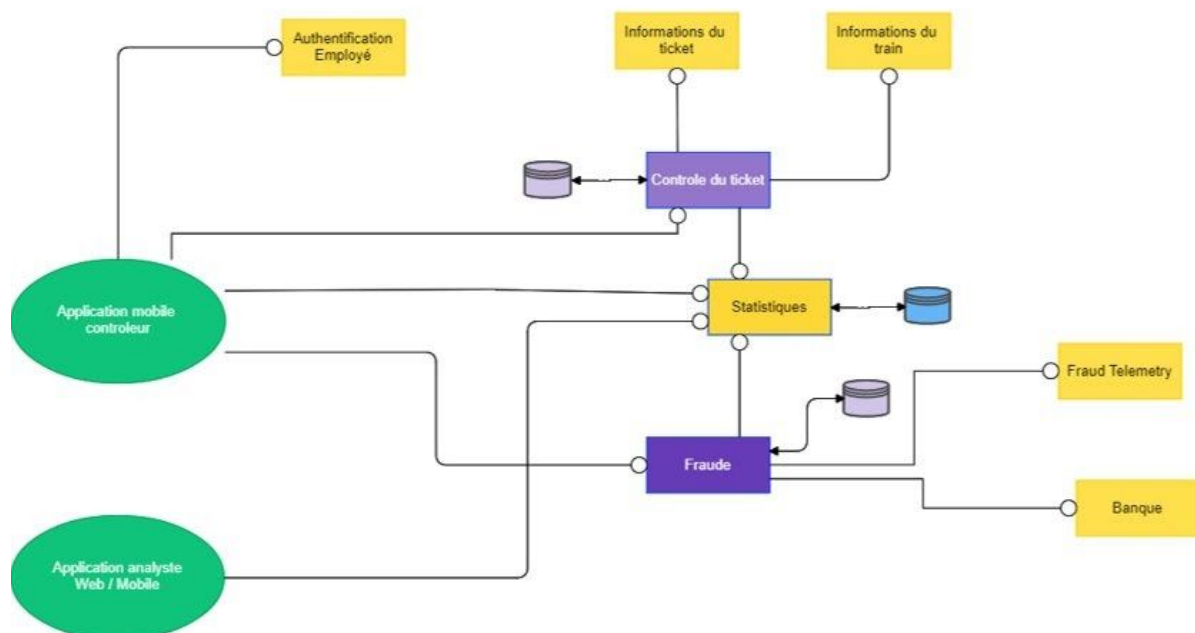 Authentification
Employé
Informations du
ticket
Informations du
train
Controle du ticket
Application mobile
controleur
Statistiques
Fraud Telemetry
Fraude
Banque
Application analyste
Web / Mobile